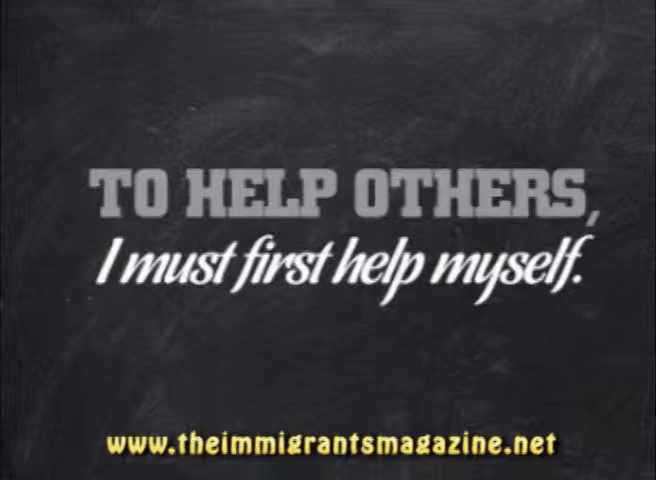 TO HELP OTHERS,
I must first help myself.
www.theimmigrantsmagazine.net